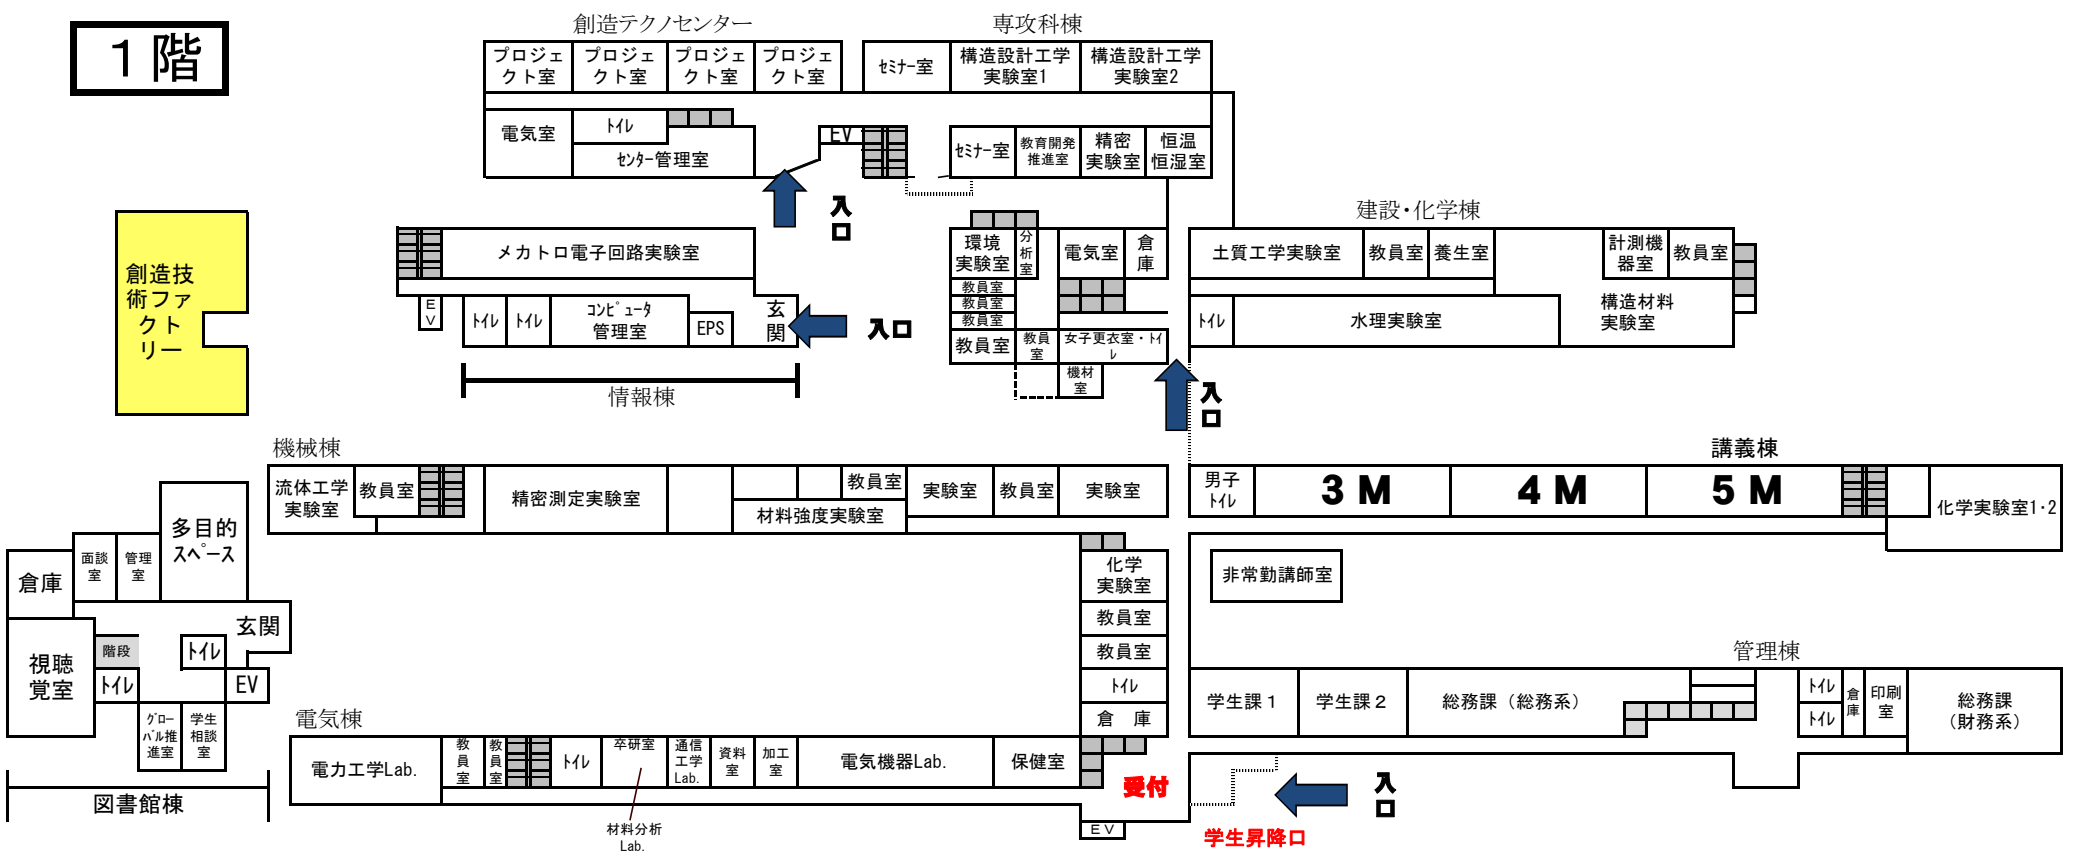 １階
創造テクノセンター
専攻科棟
プロジェ
クト室
プロジェ
クト室
プロジェ
クト室
プロジェ
クト室
ｾﾐﾅｰ室
構造設計工学
実験室1
構造設計工学
実験室2
電気室
ﾄｲﾚ
ｾﾝﾀｰ管理室
EV
ｾﾐﾅｰ室
教育開発
推進室
精密
実験室
恒温
恒湿室
入
口
建設・化学棟
創造技
術ファ
クト
リー
メカトロ電子回路実験室
EV
ﾄｲﾚ
ﾄｲﾚ
ｺﾝﾋﾟｭｰﾀ
管理室
EPS
玄
関
入口
情報棟
環境
実験室
分
析
室
電気室
倉
庫
教員室
教員室
教員室
教員室
教員
室
女子更衣室・ﾄｲ
ﾚ
機材
室
入
口
土質工学実験室
教員室
養生室
計測機
器室
教員室
ﾄｲﾚ
水理実験室
構造材料
実験室
機械棟
講義棟
流体工学
実験室
教員室
精密測定実験室
教員室
材料強度実験室
実験室
教員室
実験室
男子
ﾄｲﾚ
３Ｍ
４Ｍ
５Ｍ
化学実験室1・2
多目的
ｽﾍﾟｰｽ
面談
室
管理
室
倉庫
玄関
視聴
覚室
階段
ﾄｲﾚ
ﾄｲﾚ
EV
ｸﾞﾛｰ
ﾊﾞﾙ推
進室
学生
相談
室
図書館棟
化学
実験室
教員室
教員室
ﾄｲﾚ
倉　庫
非常勤講師室
管理棟
学生課１
学生課２
総務課（総務系）
ﾄｲﾚ
ﾄｲﾚ
倉
庫
印刷
室
総務課
（財務系）
電気棟
電力工学Lab.
教
員
室
教
員
室
ﾄｲﾚ
卒研室
通信
工学
Lab.
資料
室
加工
室
電気機器Lab.
保健室
受付
材料分析
Lab.
ＥＶ
入
口
学生昇降口